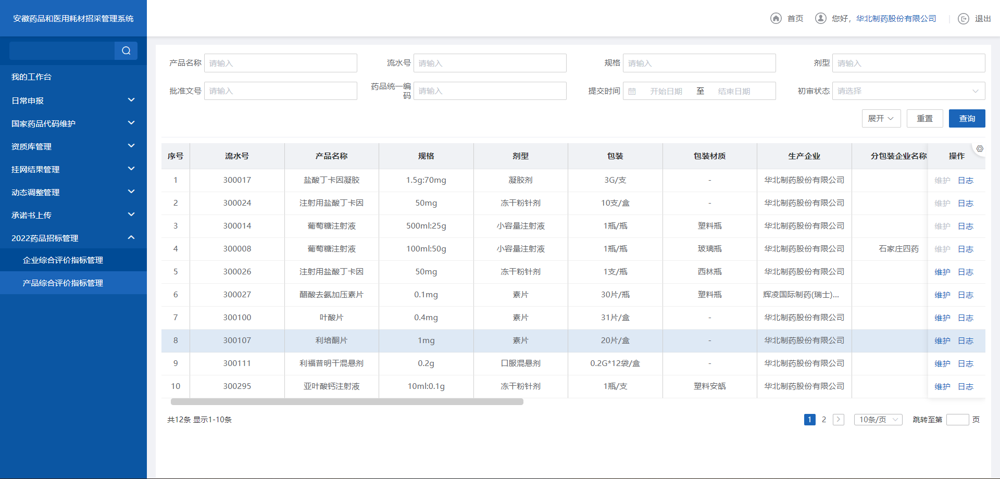 安徽药品和医用耗材招采管理系统
首页 您好，华北制药股份有限公司 退出
我的工作台
日常申报
国家药品代码维护
资质库管理
挂网结果管理
动态调整管理
承诺书上传
2022药品招标管理
企业综合评价指标管理
产品综合评价指标管理
产品名称 请输入 流水号 请输入 规格 请输入 剂型 请输入
批准文号 请输入 药品统一编码 请输入 提交时间 开始日期 至 结束日期 初审状态 请选择
展开 重置 查询
序号 流水号 产品名称 规格 剂型 包装 包装材质 生产企业 分包装企业名称 操作
1 300017 盐酸丁卡因凝胶 1.5g:70mg 凝胶剂 3G/支 - 华北制药股份有限公司 维护 日志
2 300024 注射用盐酸丁卡因 50mg 冻干粉针剂 10支/盒 - 华北制药股份有限公司 维护 日志
3 300014 葡萄糖注射液 500ml:25g 小容量注射液 1瓶/瓶 塑料瓶 华北制药股份有限公司 维护 日志
4 300008 葡萄糖注射液 100ml:50g 小容量注射液 1瓶/瓶 玻璃瓶 华北制药股份有限公司 石家庄四药 维护 日志
5 300026 注射用盐酸丁卡因 50mg 冻干粉针剂 1支/瓶 西林瓶 华北制药股份有限公司 维护 日志
6 300027 醋酸去氨加压素片 0.1mg 素片 30片/瓶 塑料瓶 辉凌国际制药(瑞士)... 维护 日志
7 300100 叶酸片 0.4mg 素片 31片/盒 - 华北制药股份有限公司 维护 日志
8 300107 利培酮片 1mg 素片 20片/盒 - 华北制药股份有限公司 维护 日志
9 300111 利福昔明干混悬剂 0.2g 口服混悬剂 0.2G*12袋/盒 - 华北制药股份有限公司 维护 日志
10 300295 亚叶酸钙注射液 10ml:0.1g 冻干粉针剂 1瓶/支 塑料安瓿 华北制药股份有限公司 维护 日志
共12条 显示1-10条 1 2 10条/页 跳转至第 页